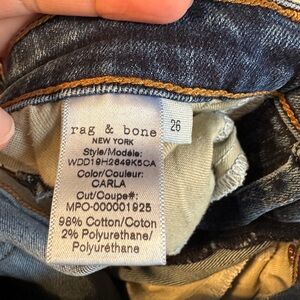 rag & bone
NEW YORK
Style/Modèle:
WDD19H2649K5CA
Color/Couleur:
CARLA
Cut/Coupe#:
MPO-000001925
98% Cotton/Coton
2% Polyurethane/
Polyuréthane
26